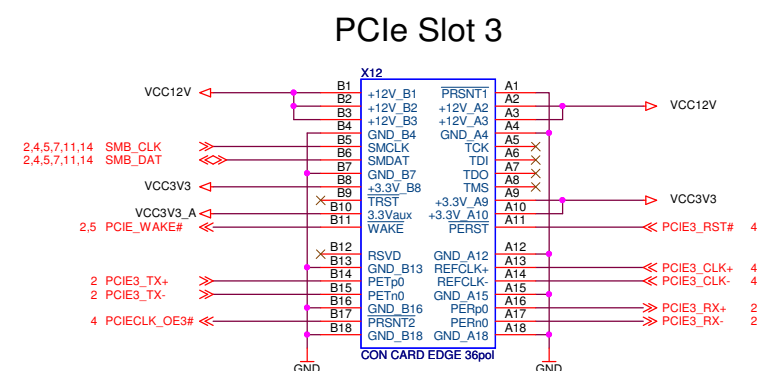 PCIe Slot 3
X12
VCC12V B1 +12V_B1 PRSNT1 A1
B2 +12V_B2 +12V_A2 A2 VCC12V
B3 +12V_B3 +12V_A3 A3
B4 GND_B4 GND_A4 A4
2,4,5,7,11,14 SMB_CLK B5 SMCLK TCK A5
2,4,5,7,11,14 SMB_DAT B6 SMDAT TDI A6
B7 GND_B7 TDO A7
VCC3V3 B8 +3.3V_B8 TMS A8
B9 TRST +3.3V_A9 A9 VCC3V3
VCC3V3_A B10 3.3Vaux +3.3V_A10 A10
2,5 PCIE_WAKE# B11 WAKE PERST A11 PCIE3_RST# 4
B12 RSVD GND_A12 A12
B13 GND_B13 REFCLK+ A13 PCIE3_CLK+ 4
2 PCIE3_TX+ B14 PETp0 REFCLK- A14 PCIE3_CLK- 4
2 PCIE3_TX- B15 PETn0 GND_A15 A15
B16 GND_B16 PERp0 A16 PCIE3_RX+ 2
4 PCIECLK_OE3# B17 PRSNT2 PERn0 A17 PCIE3_RX- 2
B18 GND_B18 GND_A18 A18
CON CARD EDGE 36pol
GND GND